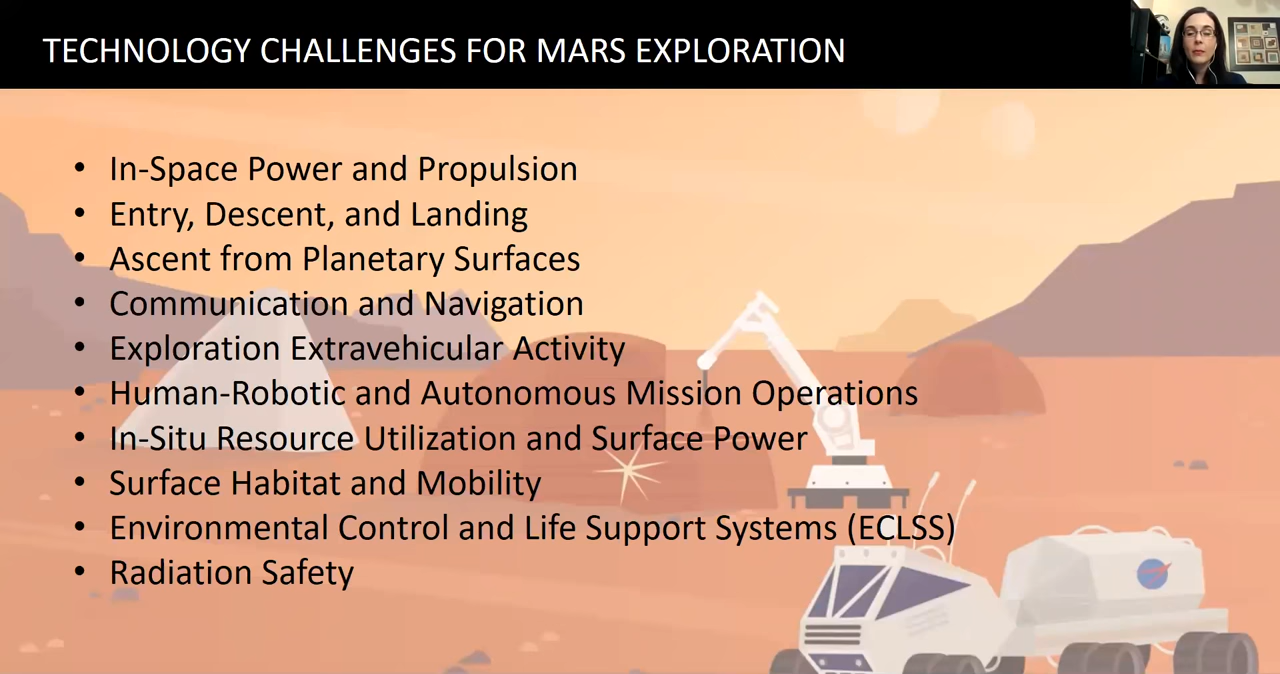 TECHNOLOGY CHALLENGES FOR MARS EXPLORATION
• In-Space Power and Propulsion
• Entry, Descent, and Landing
• Ascent from Planetary Surfaces
• Communication and Navigation
• Exploration Extravehicular Activity
• Human-Robotic and Autonomous Mission Operations
• In-Situ Resource Utilization and Surface Power
• Surface Habitat and Mobility
• Environmental Control and Life Support Systems (ECLSS)
• Radiation Safety